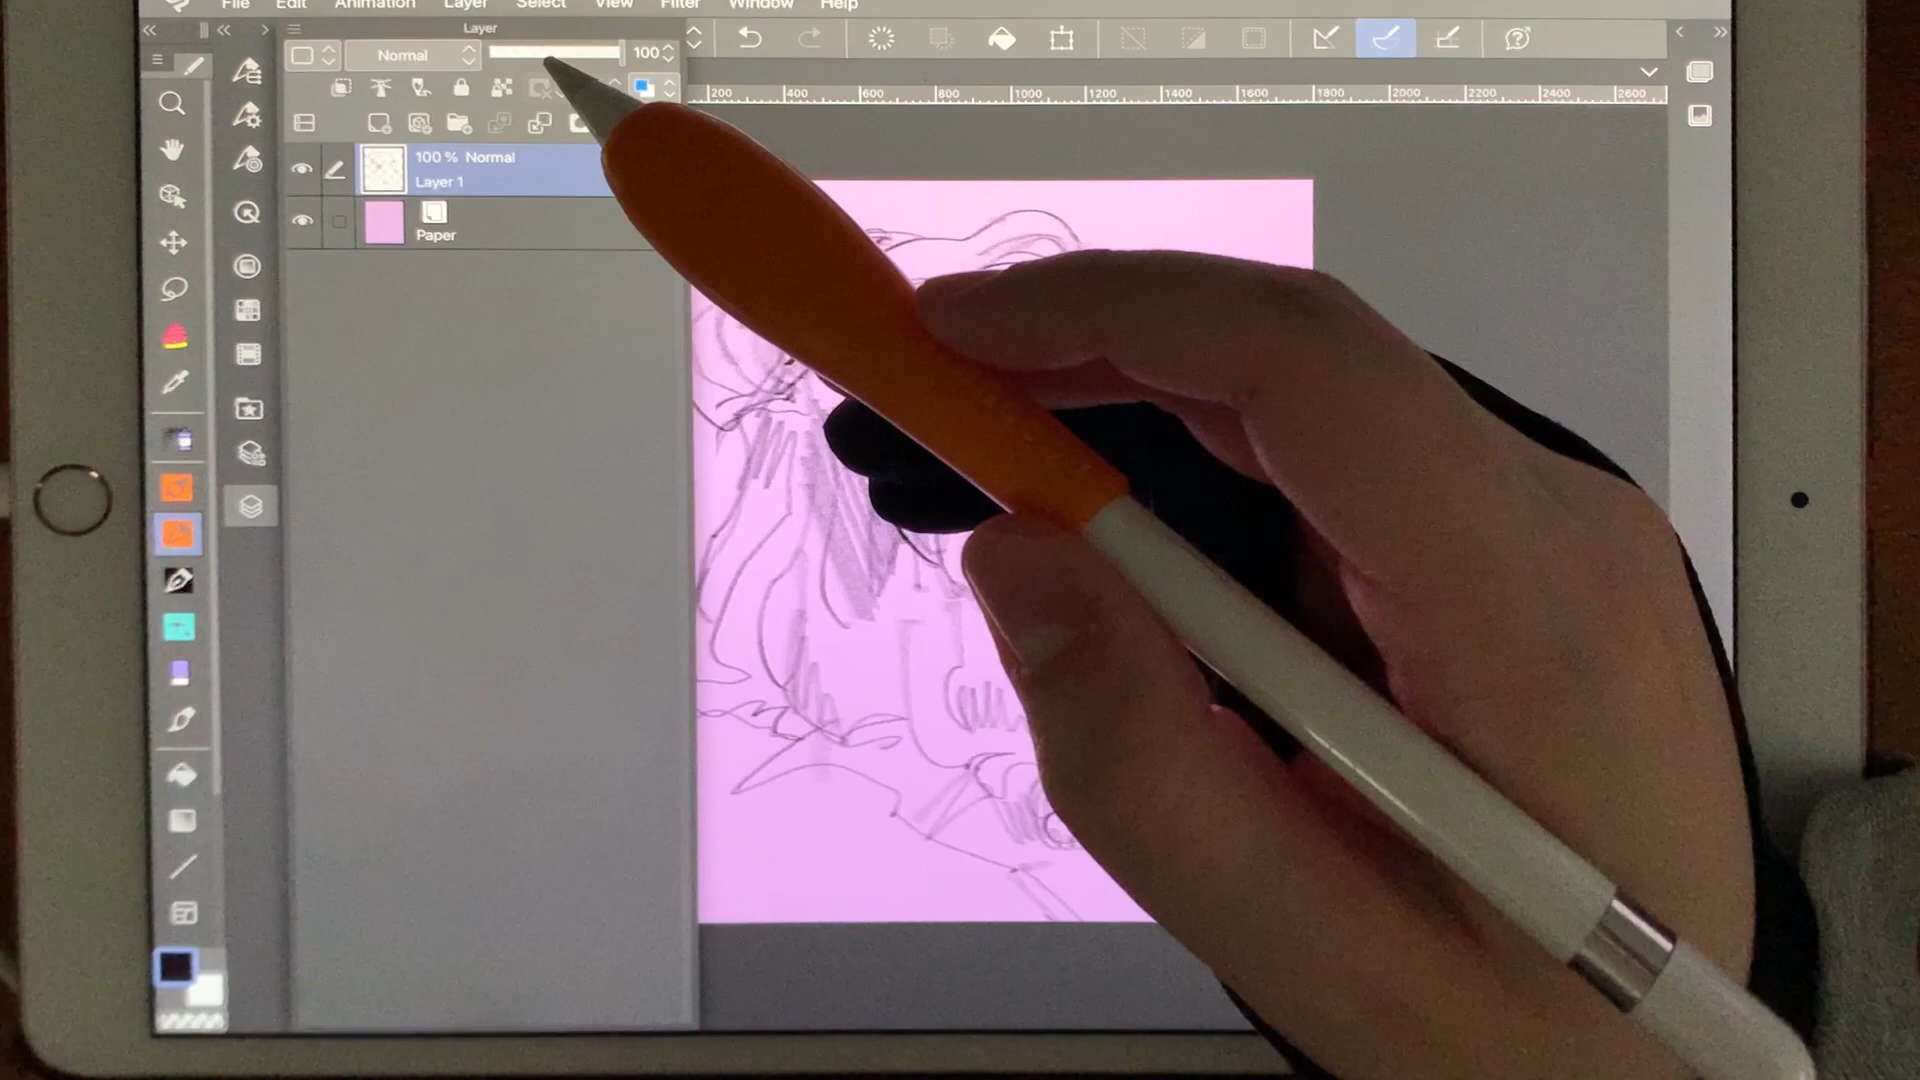 File Edit Animation Layer Select View Filter Window Help
Layer
Normal 100
200 400 600 800 1000 1200 1400 1600 1800 2000 2200 2400 2600
100 % Normal
Layer 1
Paper